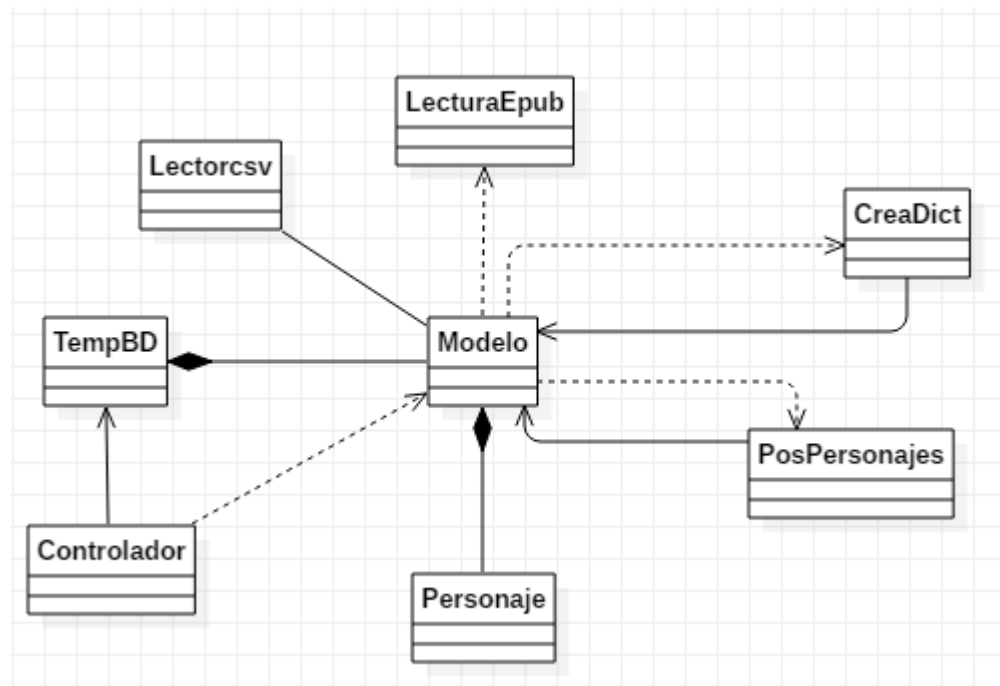 LecturaEpub
Lectorcsv
CreaDict
TempBD
Modelo
PosPersonajes
Controlador
Personaje